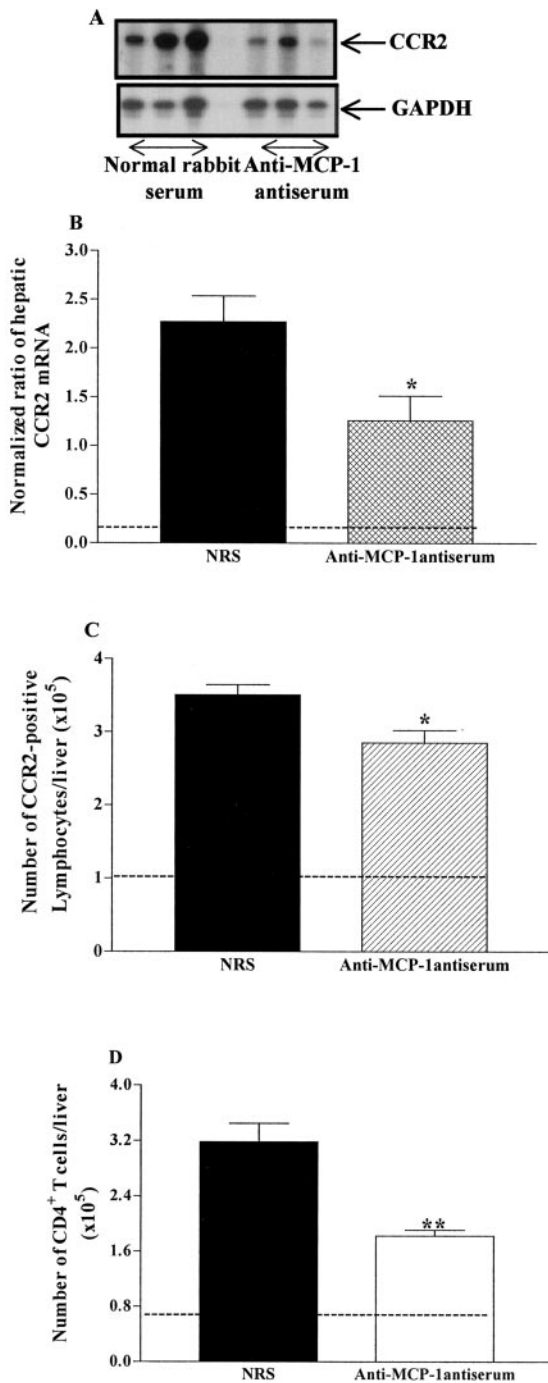 A
CCR2
GAPDH
Normal rabbit serum
Anti-MCP-1 antiserum
B
Normalized ratio of hepatic
CCR2 mRNA
3.0
2.5
2.0
1.5
1.0
0.5
0.0
*
NRS
Anti-MCP-1antiserum
C
Number of CCR2-positive
Lymphocytes/liver (x10⁵)
4
3
2
1
0
*
NRS
Anti-MCP-1antiserum
D
Number of CD4⁺ T cells/liver
(x10⁵)
4.0
3.2
2.4
1.6
0.8
0.0
**
NRS
Anti-MCP-1antiserum